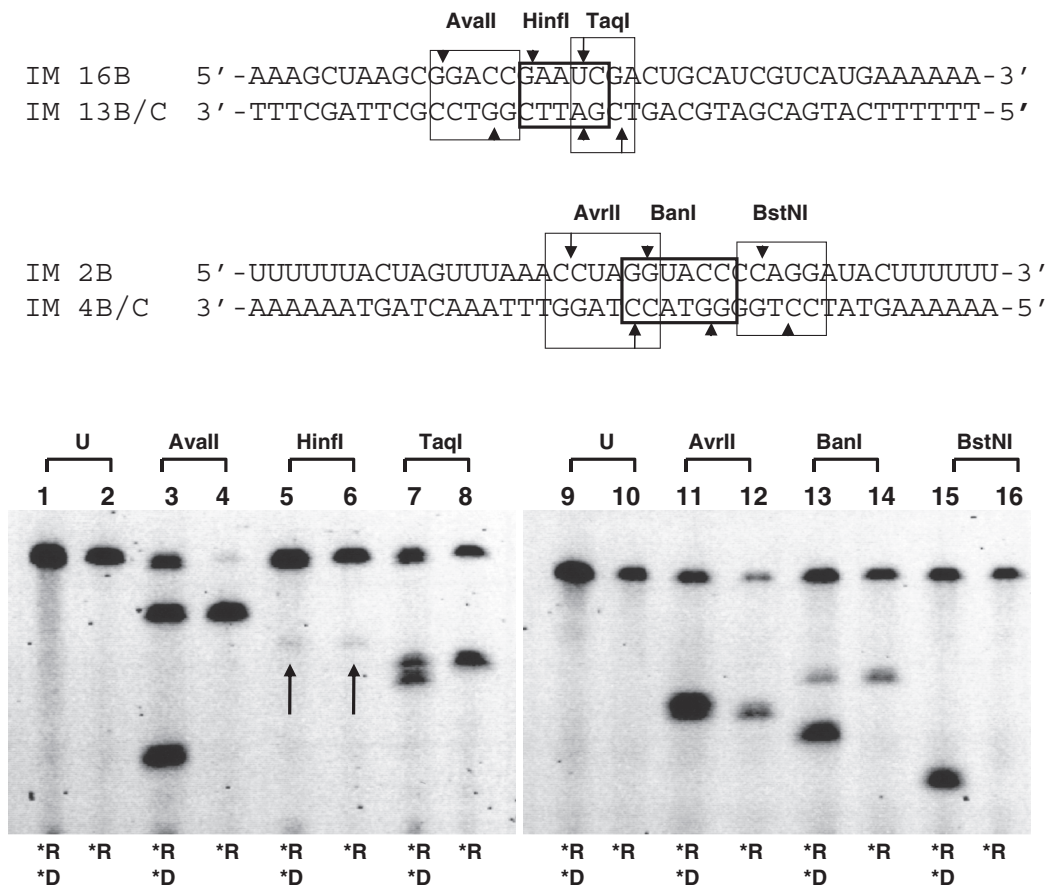 AvaII HinfI TaqI
IM 16B 5′-AAAGCUAAGCGGACCGAAUCGACUGCAUCGUCAUGAAAAAA-3′
IM 13B/C 3′-TTTCGATTCGCCTGGCTTAGCTGACGTAGCAGTACTTTTTT-5′
AvrII BanI BstNI
IM 2B 5′-UUUUUUACUAGUUUAAACCUAGGUACCCCAGGAUACUUUUUU-3′
IM 4B/C 3′-AAAAAATGATCAAATTTGGATCCATGGGGTCCTATGAAAAAA-5′
U AvaII HinfI TaqI U AvrII BanI BstNI
1 2 3 4 5 6 7 8 9 10 11 12 13 14 15 16
*R *R *R *R *R *R *R *R *R *R *R *R *R *R *R *R
*D *D *D *D *D *D *D *D